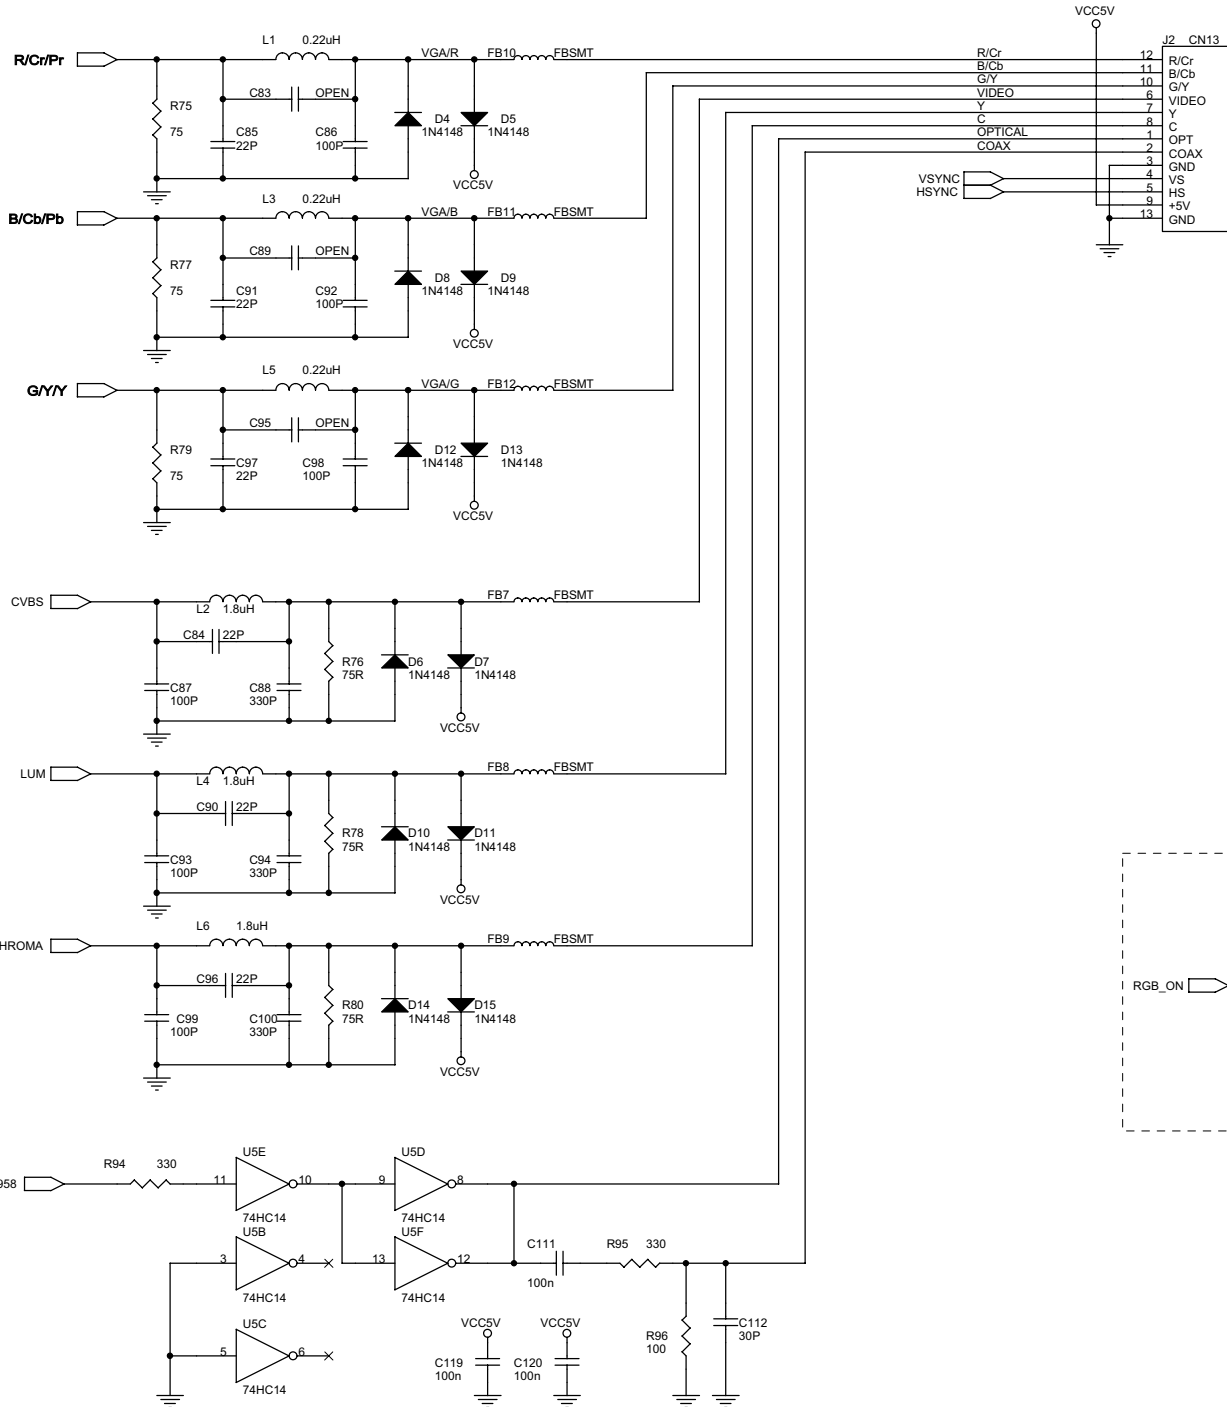 VCC5V
J2 CN13
R/Cr/Pr
L1 0.22uH
VGA/R
FB10 FBSMT
R/Cr 12 R/Cr
B/Cb 11 B/Cb
G/Y 10 G/Y
VIDEO 6 VIDEO
Y 7 Y
C 8 C
OPTICAL 1 OPT
COAX 2 COAX
3 GND
VSYNC 4 VS
HSYNC 5 HS
9 +5V
13 GND
C83 OPEN
R75
75
C85
22P
C86
100P
D4
1N4148
D5
1N4148
VCC5V
B/Cb/Pb
L3 0.22uH
VGA/B
FB11 FBSMT
C89 OPEN
R77
75
C91
22P
C92
100P
D8
1N4148
D9
1N4148
VCC5V
G/Y/Y
L5 0.22uH
VGA/G
FB12 FBSMT
C95 OPEN
R79
75
C97
22P
C98
100P
D12
1N4148
D13
1N4148
VCC5V
CVBS
L2 1.8uH
FB7 FBSMT
C84 22P
C87
100P
C88
330P
R76
75R
D6
1N4148
D7
1N4148
VCC5V
LUM
L4 1.8uH
FB8 FBSMT
C90 22P
C93
100P
C94
330P
R78
75R
D10
1N4148
D11
1N4148
VCC5V
HROMA
L6 1.8uH
FB9 FBSMT
C96 22P
C99
100P
C100
330P
R80
75R
D14
1N4148
D15
1N4148
VCC5V
RGB_ON
958
R94 330
U5E
11 10
74HC14
U5D
9 8
74HC14
U5B
3 4
74HC14
U5F
13 12
74HC14
C111
100n
R95 330
U5C
5 6
74HC14
VCC5V
C119
100n
VCC5V
C120
100n
R96
100
C112
30P